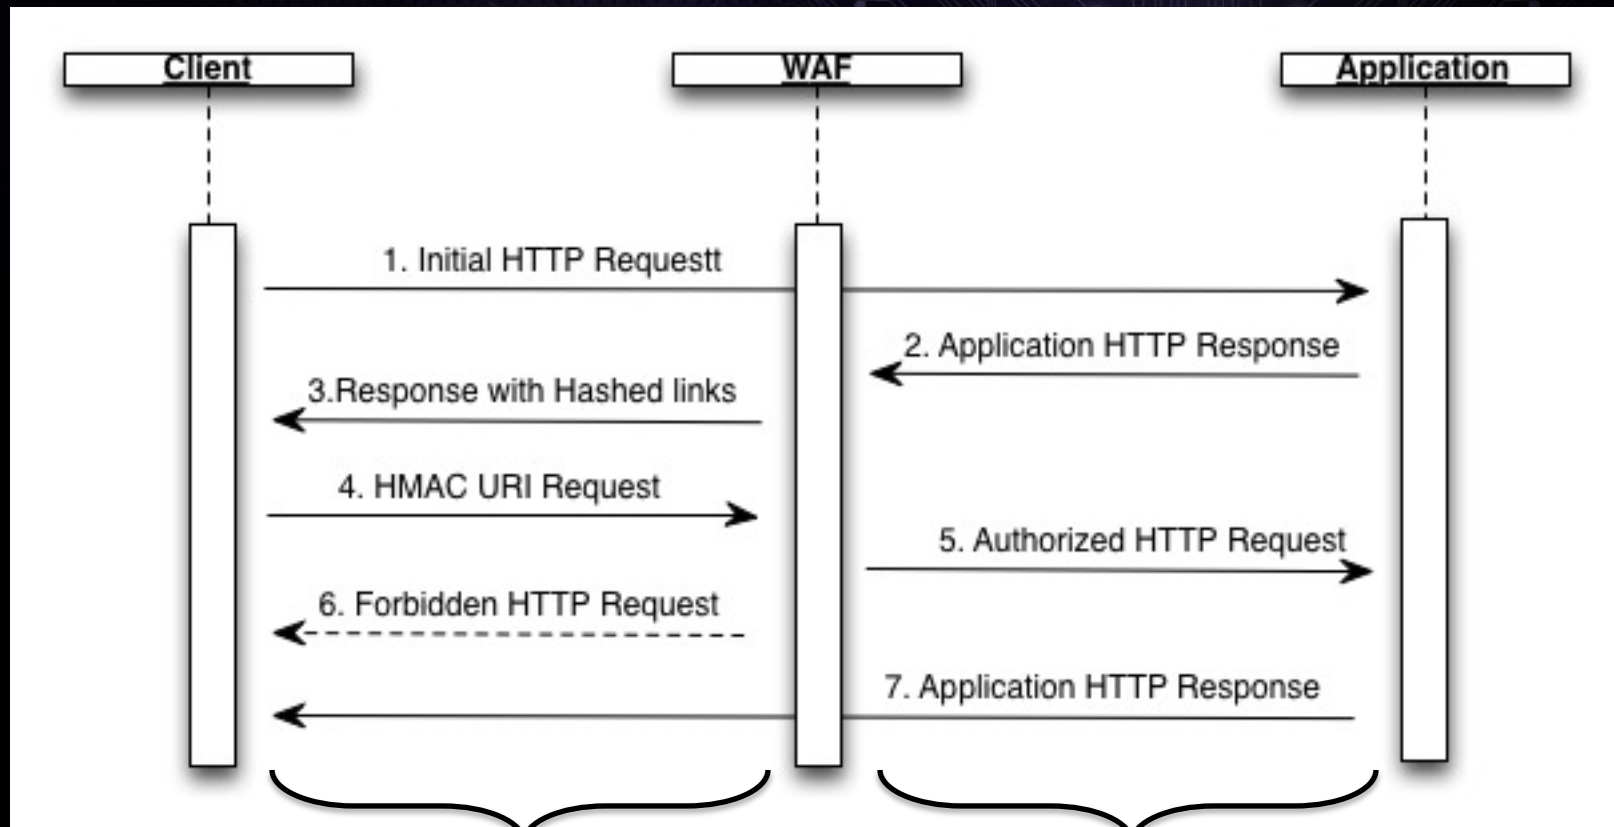 Client
WAF
Application
1. Initial HTTP Requestt
2. Application HTTP Response
3.Response with Hashed links
4. HMAC URI Request
5. Authorized HTTP Request
6. Forbidden HTTP Request
7. Application HTTP Response